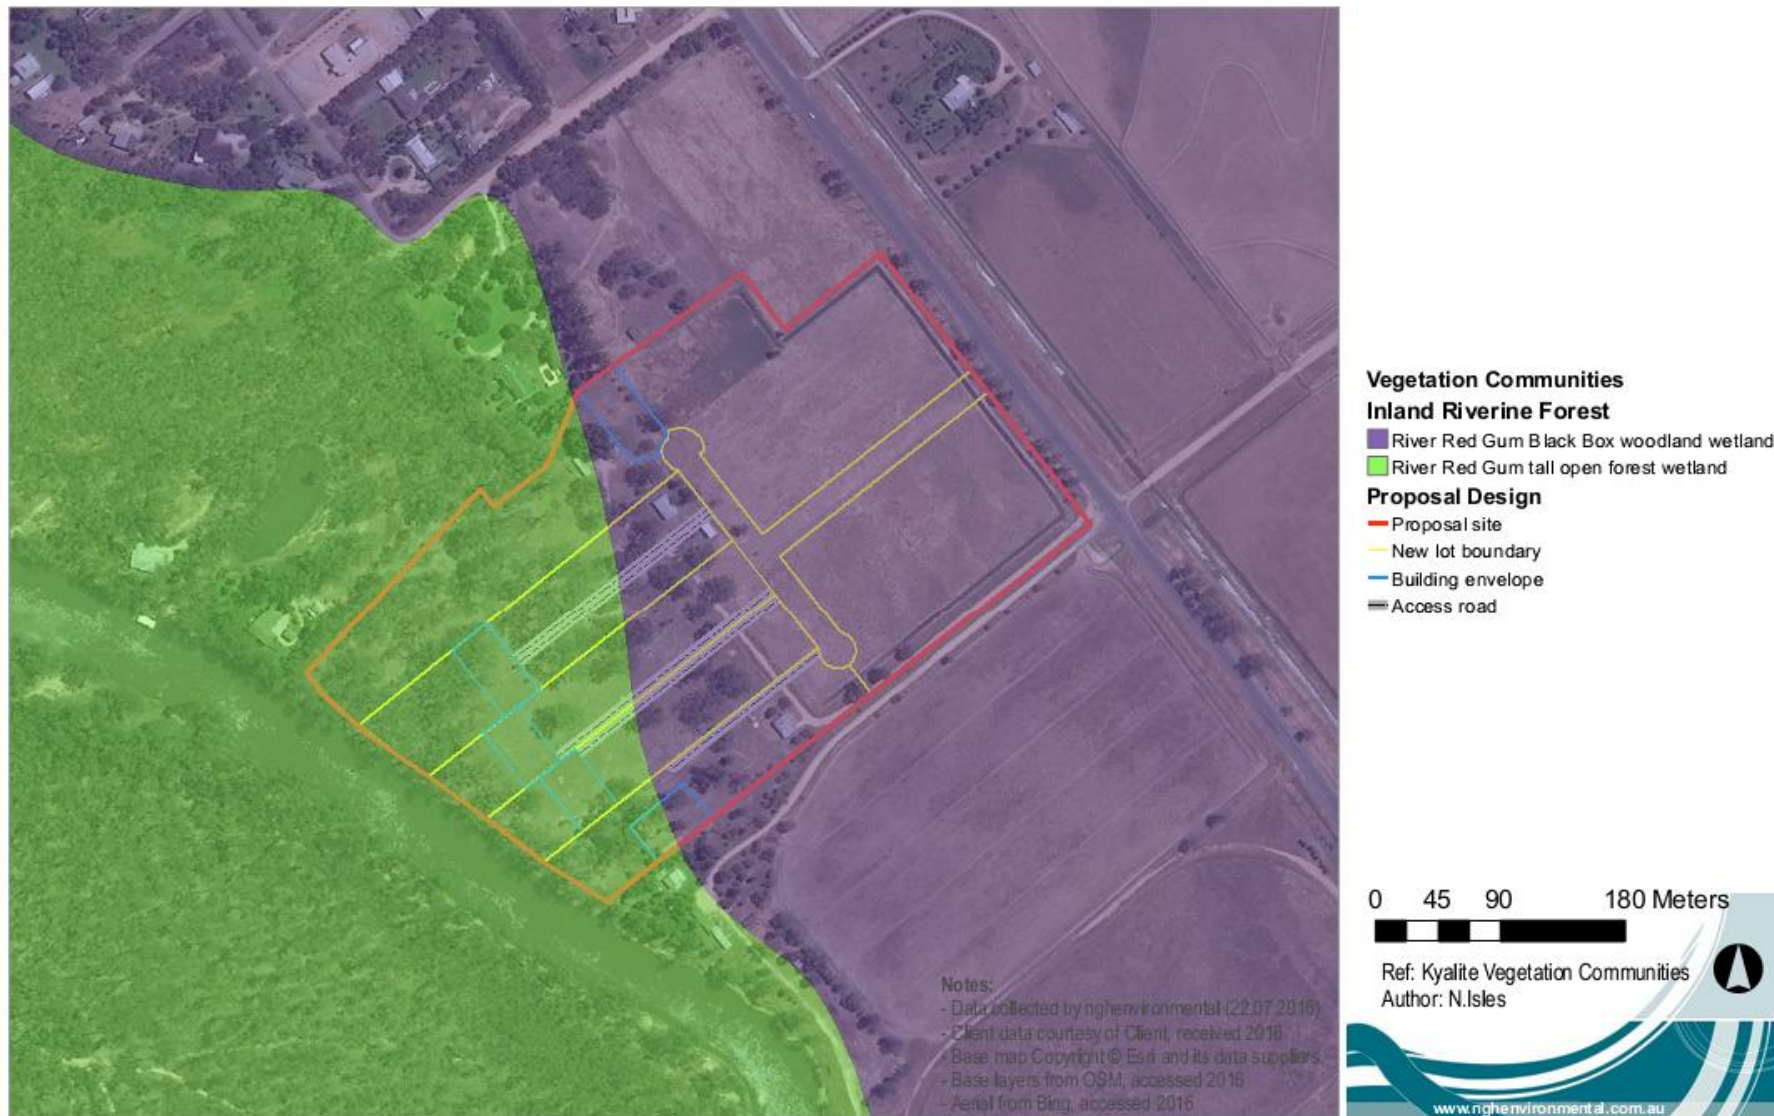 Vegetation Communities
Inland Riverine Forest
River Red Gum Black Box woodland wetland
River Red Gum tall open forest wetland
Proposal Design
Proposal site
New lot boundary
Building envelope
Access road
0 45 90 180 Meters
Ref: Kyalite Vegetation Communities
Author: N.Isles
Notes:
- Data collected by nghenvironmental (22.07.2016)
- Client data courtesy of Client, received 2016
- Base map Copyright © Esri and its data suppliers
- Base layers from OSM, accessed 2016
- Aerial from Bing, accessed 2016
www.nghenvironmental.com.au